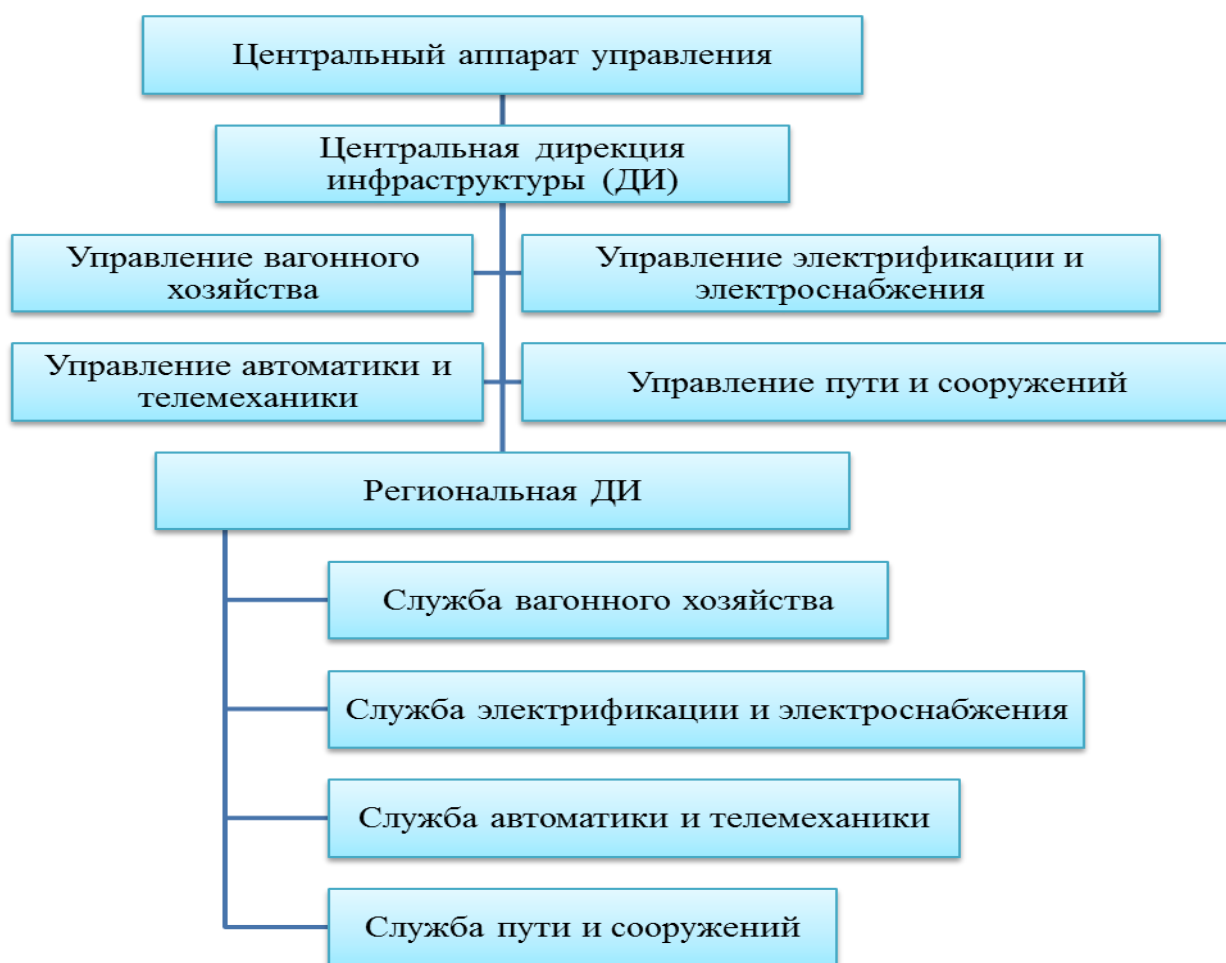 Центральный аппарат управления
Центральная дирекция
инфраструктуры (ДИ)
Управление вагонного
хозяйства
Управление электрификации и
электроснабжения
Управление автоматики и
телемеханики
Управление пути и сооружений
Региональная ДИ
Служба вагонного хозяйства
Служба электрификации и электроснабжения
Служба автоматики и телемеханики
Служба пути и сооружений